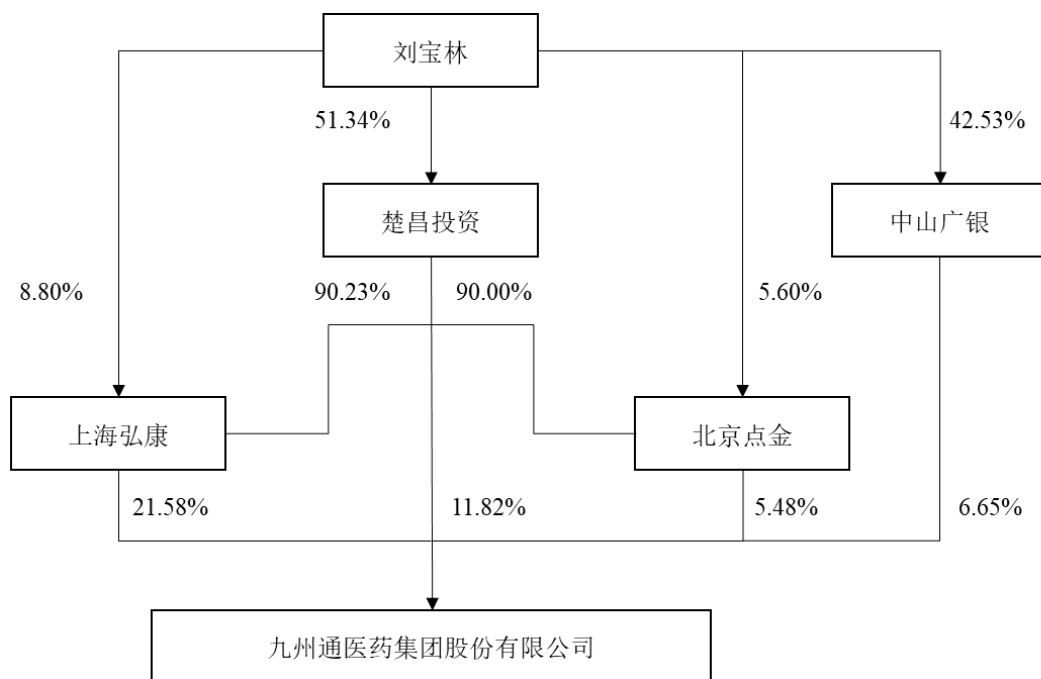 刘宝林
51.34%
42.53%
楚昌投资
中山广银
8.80%
90.23%
90.00%
5.60%
上海弘康
北京点金
21.58%
11.82%
5.48%
6.65%
九州通医药集团股份有限公司